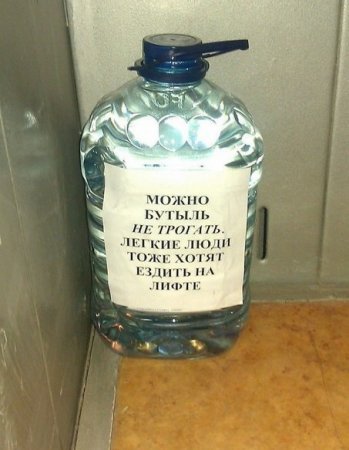 МОЖНО
БУТЫЛЬ
НЕ ТРОГАТЬ.
ЛЕГКИЕ ЛЮДИ
ТОЖЕ ХОТЯТ
ЕЗДИТЬ НА
ЛИФТЕ